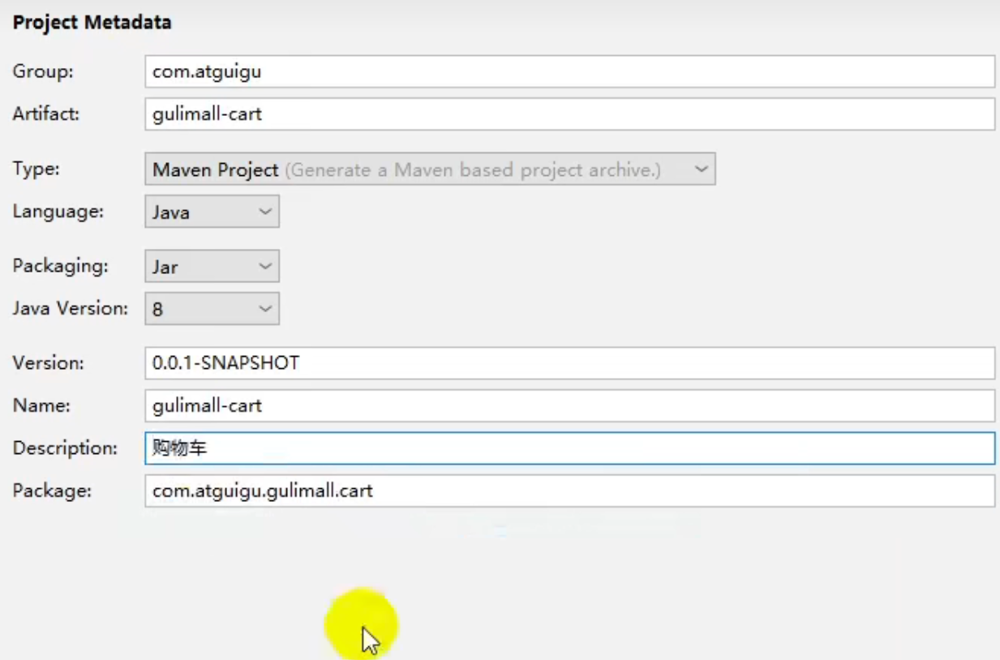 Project Metadata
Group: com.atguigu
Artifact: gulimall-cart
Type: Maven Project (Generate a Maven based project archive.)
Language: Java
Packaging: Jar
Java Version: 8
Version: 0.0.1-SNAPSHOT
Name: gulimall-cart
Description: 购物车
Package: com.atguigu.gulimall.cart